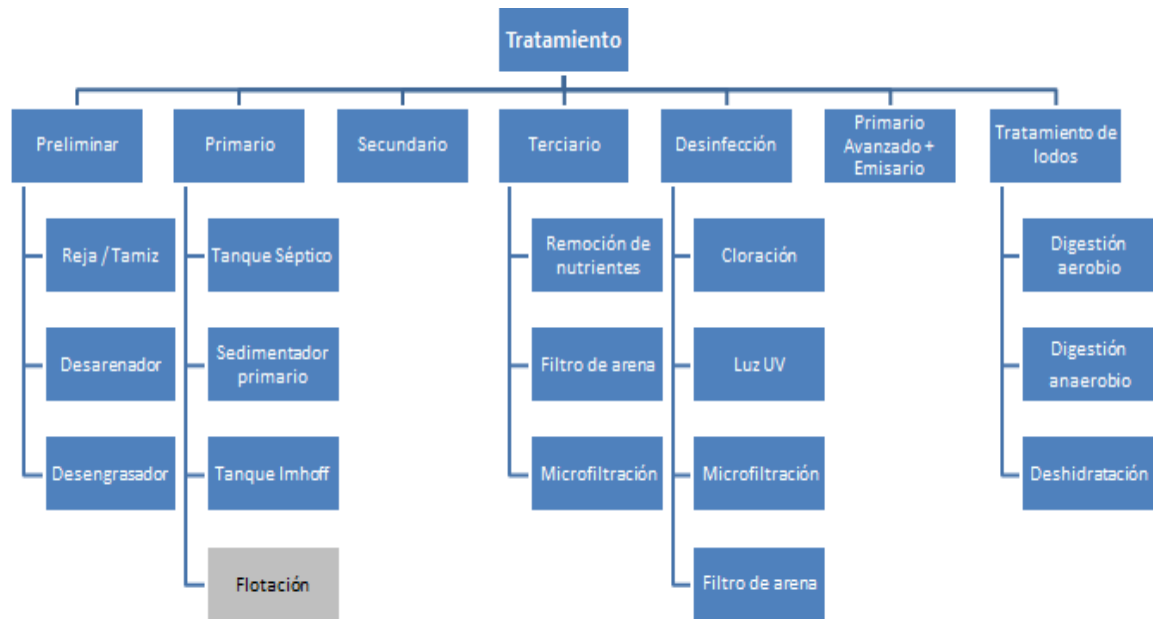 Tratamiento
Preliminar
Primario
Secundario
Terciario
Desinfección
Primario
Avanzado +
Emisario
Tratamiento de
lodos
Reja / Tamiz
Desarenador
Desengrasador
Tanque Séptico
Sedimentador
primario
Tanque Imhoff
Flotación
Remoción de
nutrientes
Filtro de arena
Microfiltración
Cloración
Luz UV
Microfiltración
Filtro de arena
Digestión
aerobio
Digestión
anaerobio
Deshidratación